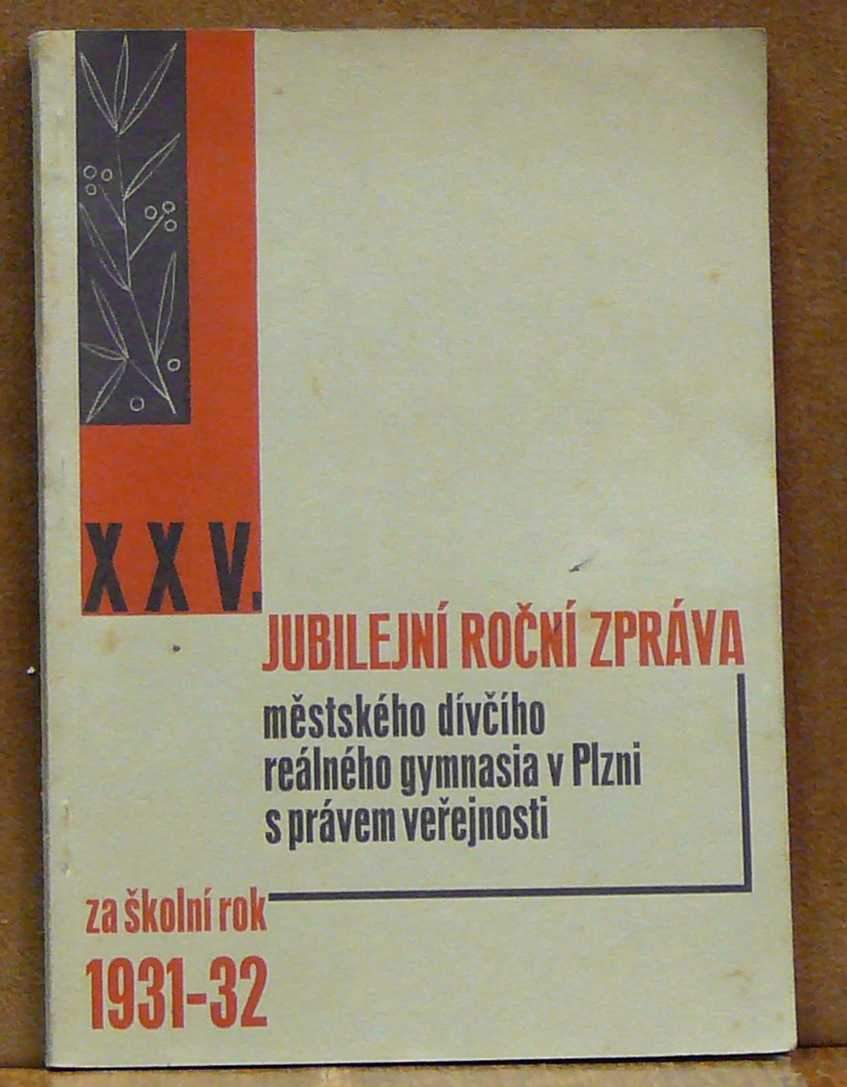 XXV.
JUBILEJNÍ ROČNÍ ZPRÁVA
městského dívčího
reálného gymnasia v Plzni
s právem veřejnosti
za školní rok
1931-32